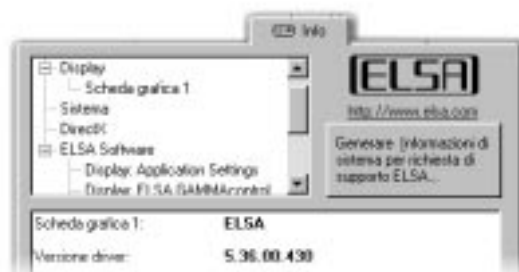 Info
Display
Scheda grafica 1
Sistema
DirectX
ELSA Software
Display: Application Settings
Display: ELSA GAMMAcontrol
ELSA
http://www.elsa.com
Generare Informazioni di
sistema per richiesta di
supporto ELSA...
Scheda grafica 1: ELSA
Versione driver: 5.36.00.430